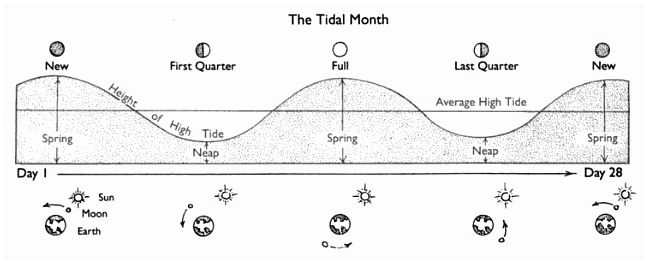 The Tidal Month
New First Quarter Full Last Quarter New
Height of High Tide
Average High Tide
Spring Neap Spring Neap Spring
Day 1 Day 28
Sun
Moon
Earth